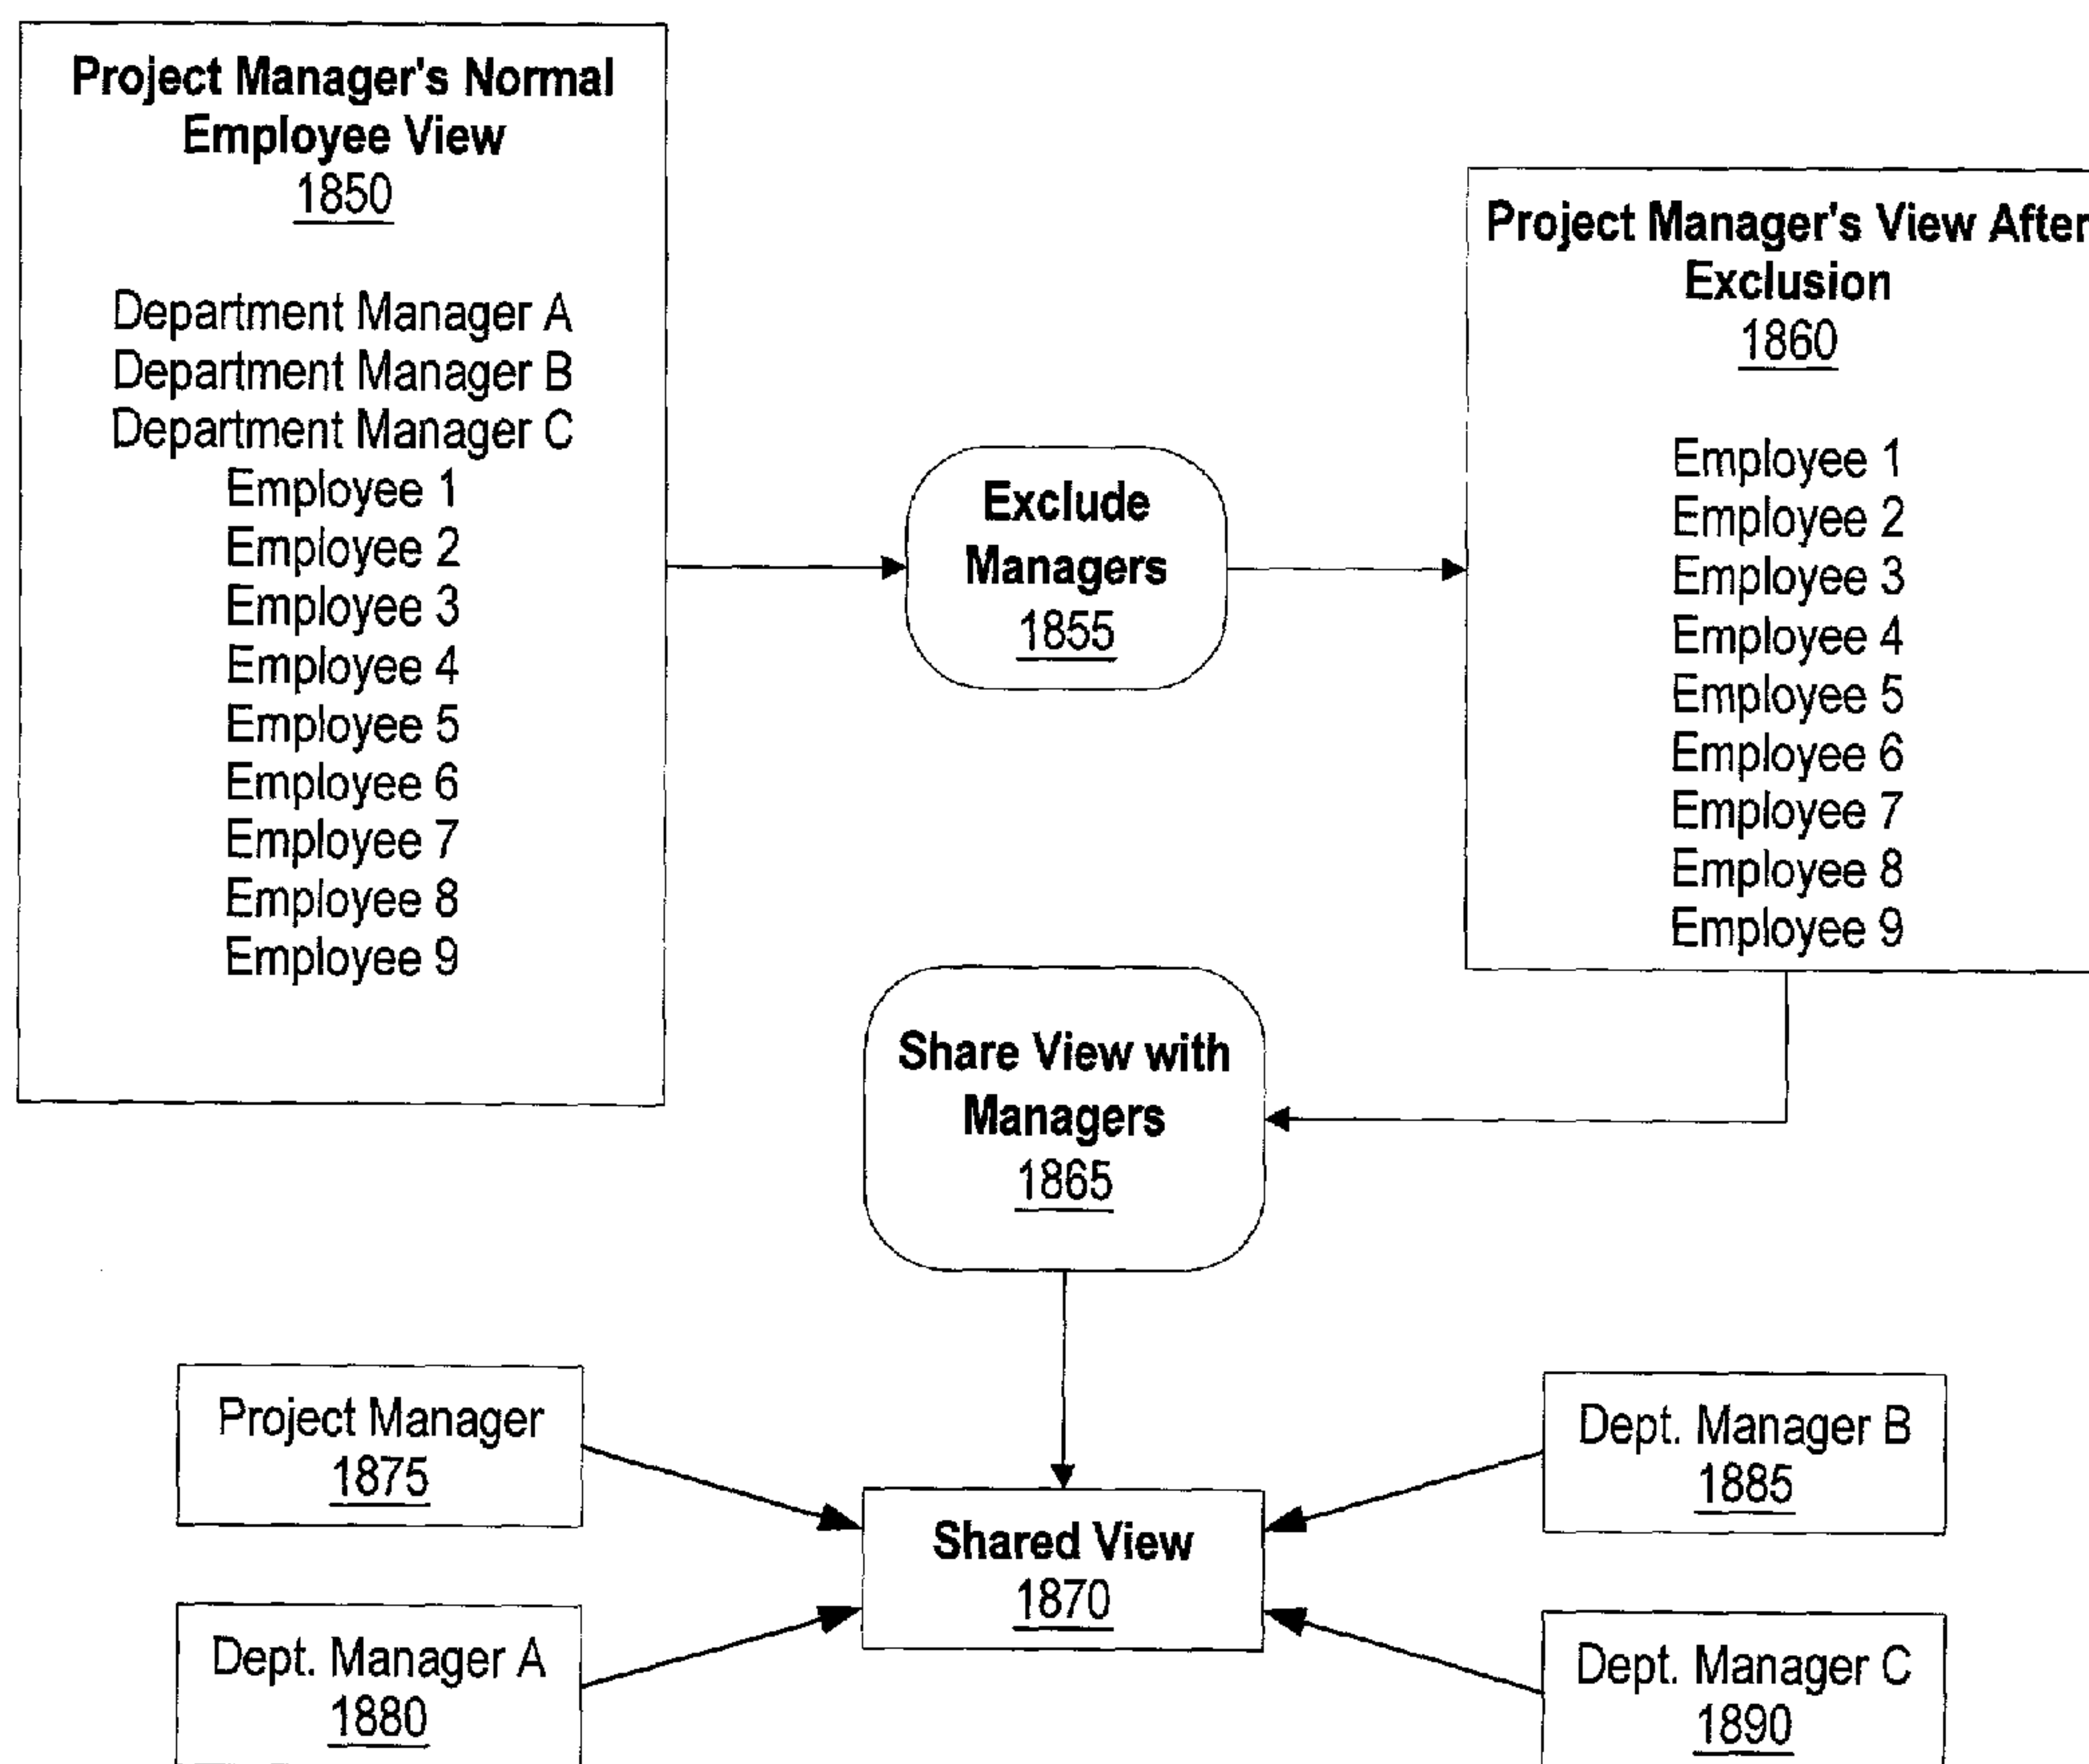 Project Manager's Normal
Employee View
1850
Department Manager A
Department Manager B
Department Manager C
Employee 1
Employee 2
Employee 3
Employee 4
Employee 5
Employee 6
Employee 7
Employee 8
Employee 9
Exclude
Managers
1855
Project Manager's View After
Exclusion
1860
Employee 1
Employee 2
Employee 3
Employee 4
Employee 5
Employee 6
Employee 7
Employee 8
Employee 9
Share View with
Managers
1865
Project Manager
1875
Dept. Manager A
1880
Shared View
1870
Dept. Manager B
1885
Dept. Manager C
1890